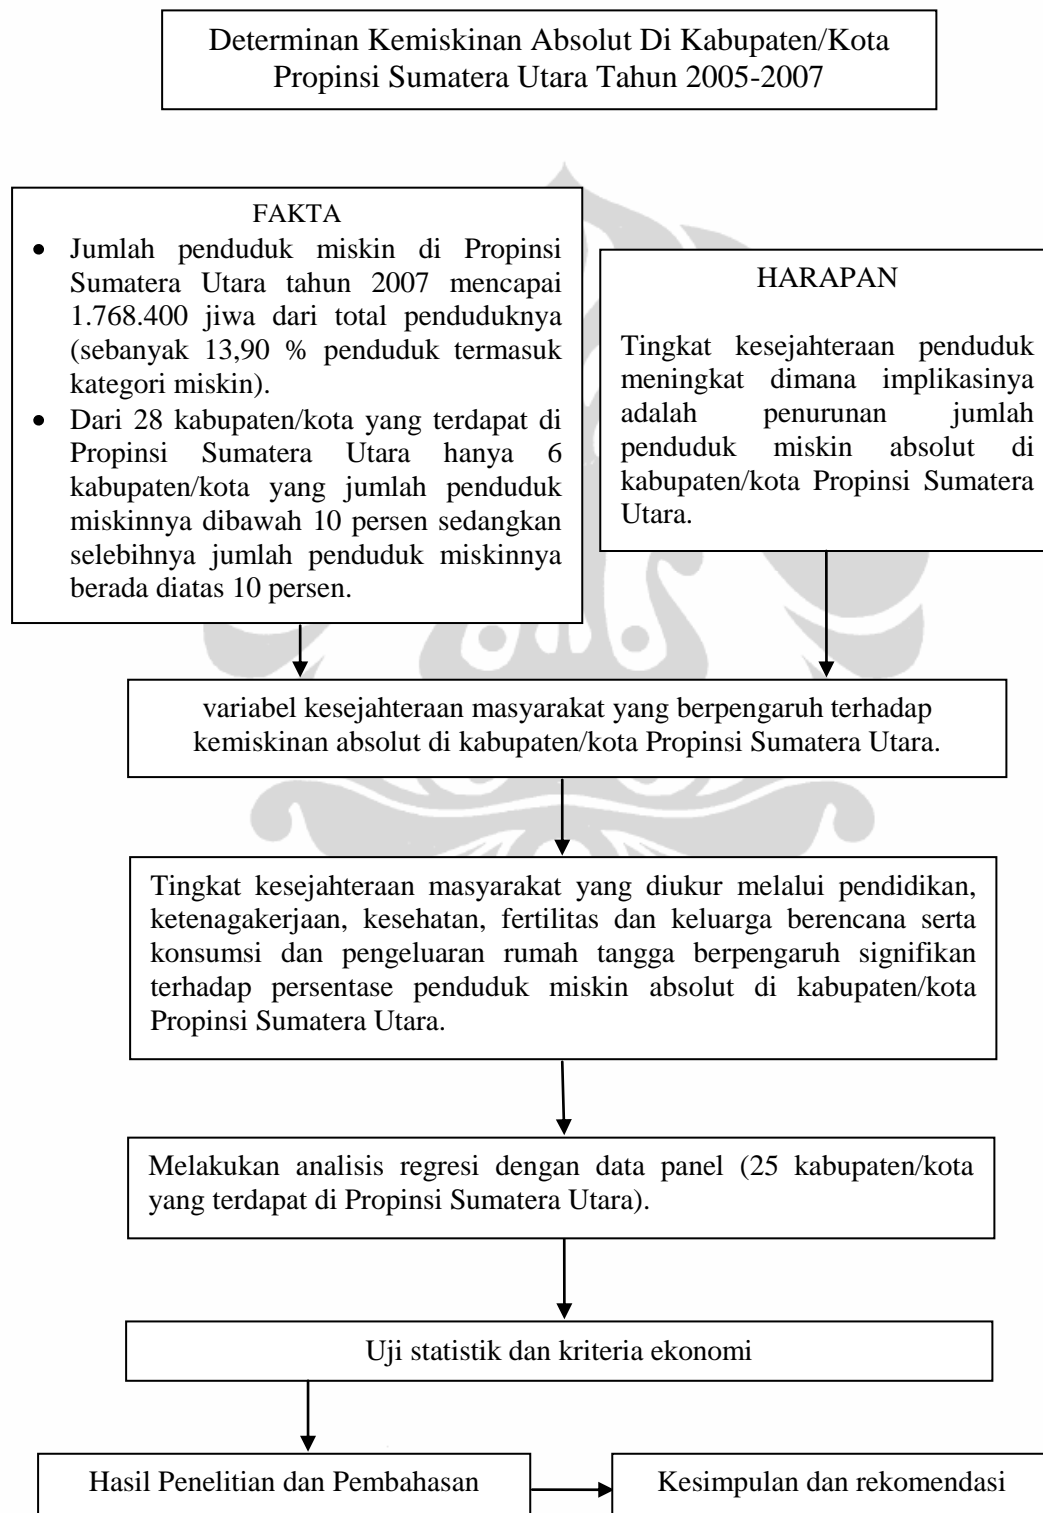 Determinan Kemiskinan Absolut Di Kabupaten/Kota
Propinsi Sumatera Utara Tahun 2005-2007
FAKTA
• Jumlah penduduk miskin di Propinsi
Sumatera Utara tahun 2007 mencapai
1.768.400 jiwa dari total penduduknya
(sebanyak 13,90 % penduduk termasuk
kategori miskin).
• Dari 28 kabupaten/kota yang terdapat di
Propinsi Sumatera Utara hanya 6
kabupaten/kota yang jumlah penduduk
miskinnya dibawah 10 persen sedangkan
selebihnya jumlah penduduk miskinnya
berada diatas 10 persen.
HARAPAN
Tingkat kesejahteraan penduduk
meningkat dimana implikasinya
adalah penurunan jumlah
penduduk miskin absolut di
kabupaten/kota Propinsi Sumatera
Utara.
variabel kesejahteraan masyarakat yang berpengaruh terhadap
kemiskinan absolut di kabupaten/kota Propinsi Sumatera Utara.
Tingkat kesejahteraan masyarakat yang diukur melalui pendidikan,
ketenagakerjaan, kesehatan, fertilitas dan keluarga berencana serta
konsumsi dan pengeluaran rumah tangga berpengaruh signifikan
terhadap persentase penduduk miskin absolut di kabupaten/kota
Propinsi Sumatera Utara.
Melakukan analisis regresi dengan data panel (25 kabupaten/kota
yang terdapat di Propinsi Sumatera Utara).
Uji statistik dan kriteria ekonomi
Hasil Penelitian dan Pembahasan
Kesimpulan dan rekomendasi